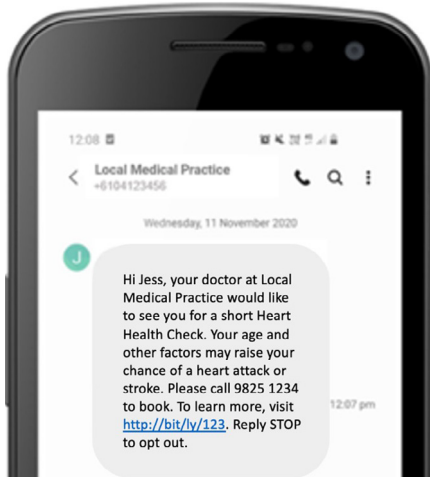 12:08
Local Medical Practice
+6104123456
Wednesday, 11 November 2020
J
Hi Jess, your doctor at Local
Medical Practice would like
to see you for a short Heart
Health Check. Your age and
other factors may raise your
chance of a heart attack or
stroke. Please call 9825 1234
to book. To learn more, visit
http://bit/ly/123. Reply STOP
to opt out.
12:07 pm